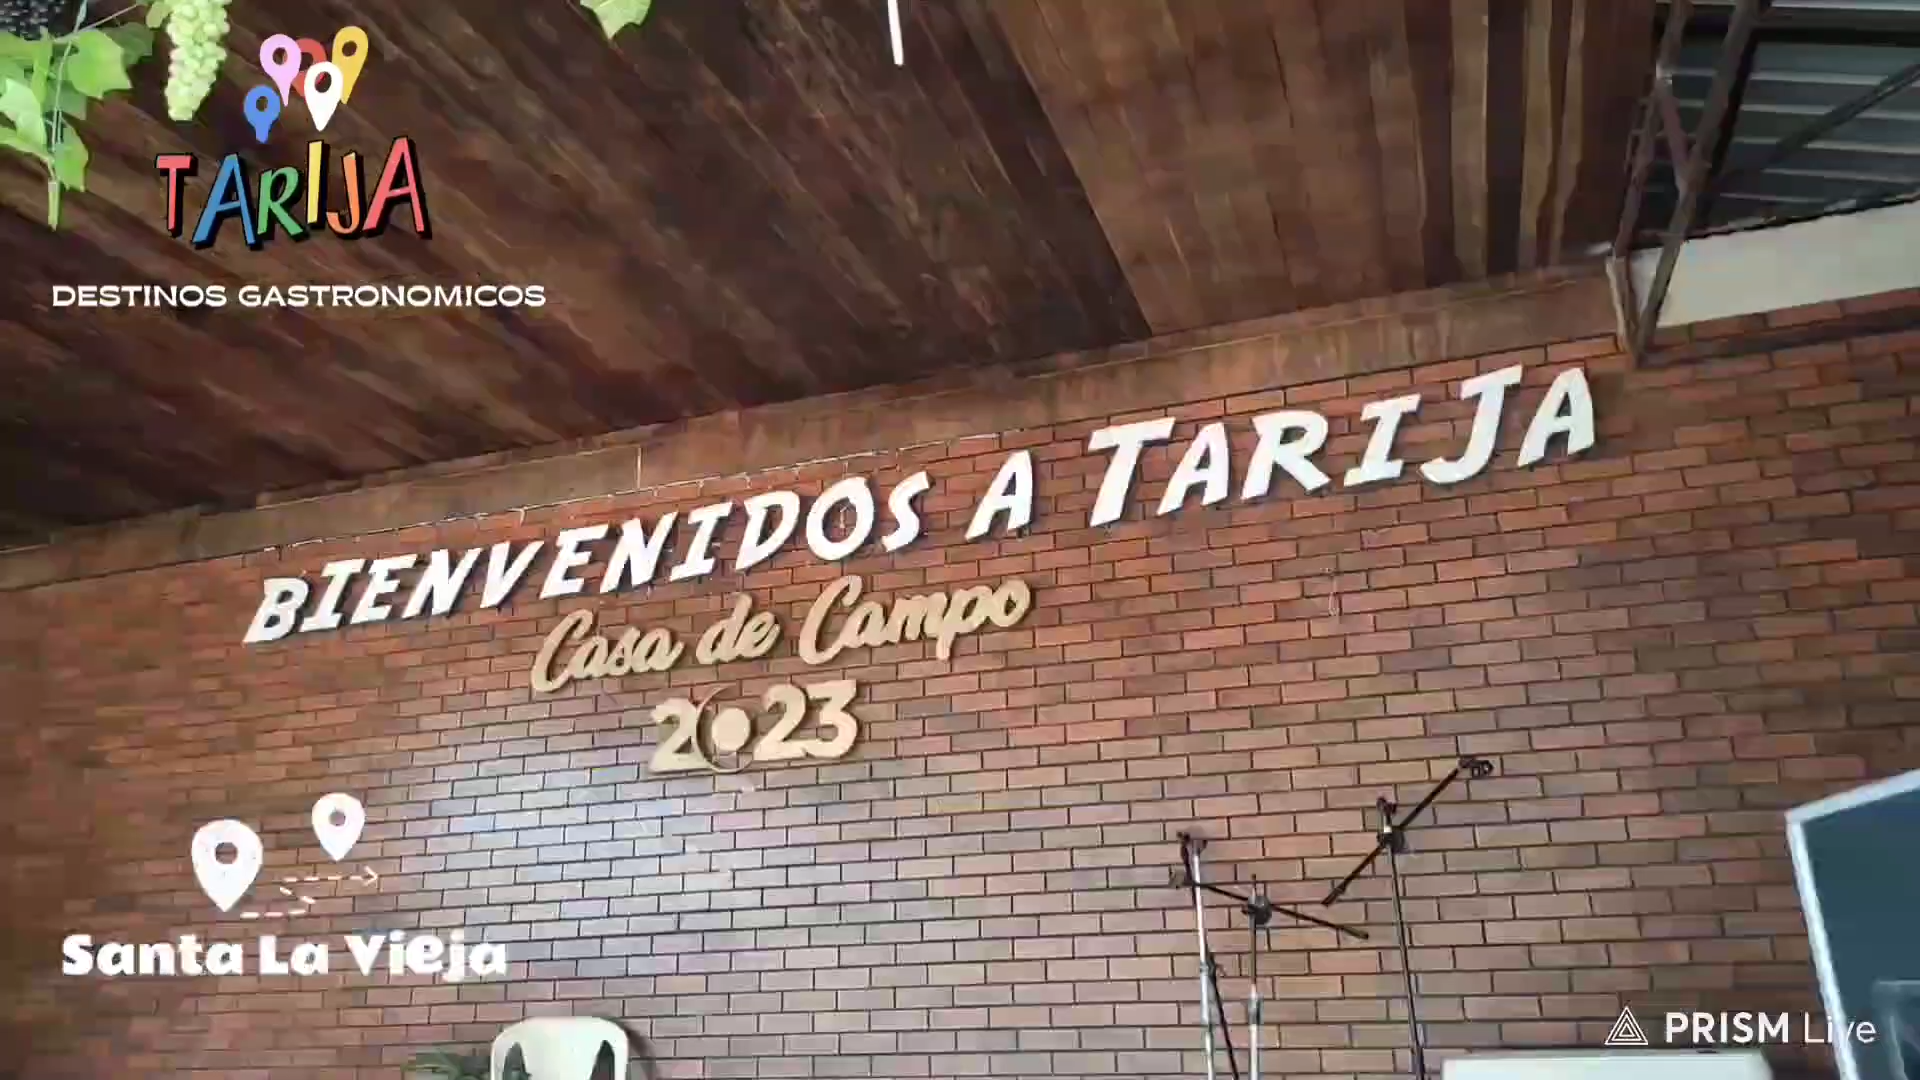 TARIJA
DESTINOS GASTRONOMICOS
BIENVENIDOS A TARIJA
Casa de Campo
2023
Santa La Vieja
PRISM Live